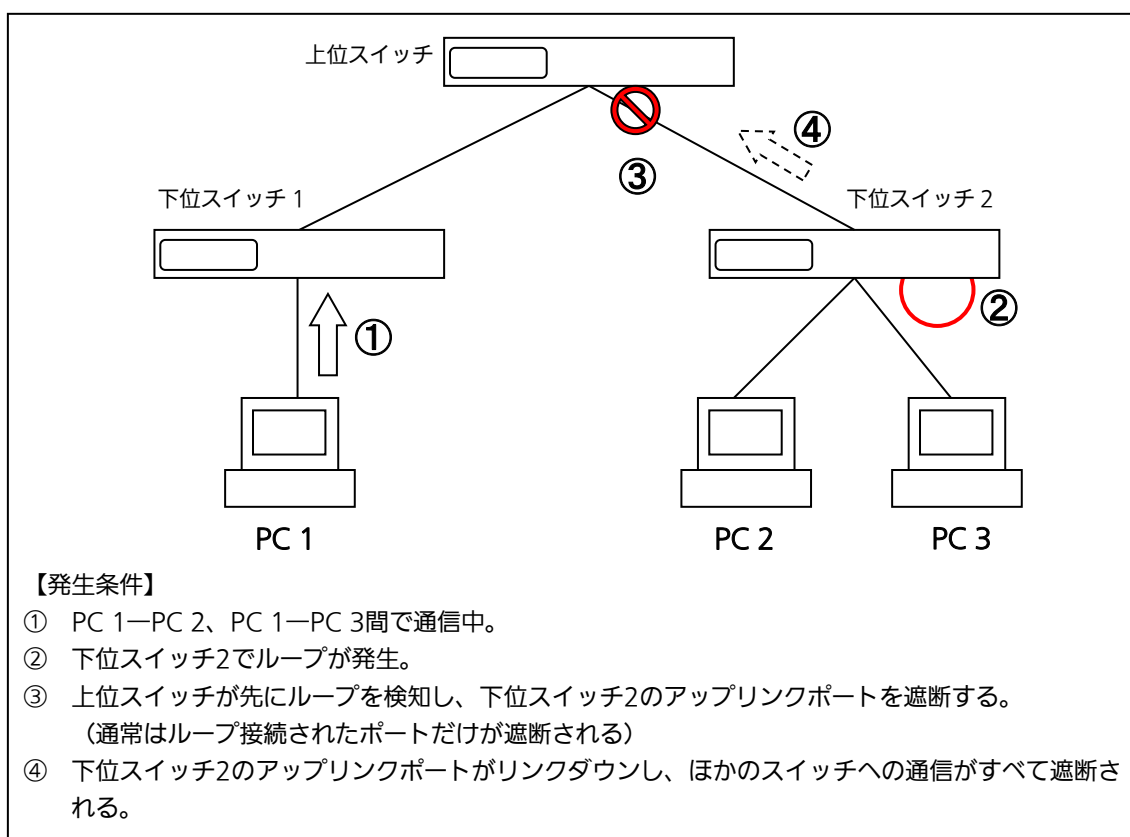 上位スイッチ
④
③
下位スイッチ 1
下位スイッチ 2
②
①
PC 1
PC 2
PC 3
【発生条件】
① PC 1―PC 2、PC 1―PC 3間で通信中。
② 下位スイッチ2でループが発生。
③ 上位スイッチが先にループを検知し、下位スイッチ2のアップリンクポートを遮断する。
（通常はループ接続されたポートだけが遮断される）
④ 下位スイッチ2のアップリンクポートがリンクダウンし、ほかのスイッチへの通信がすべて遮断さ
れる。